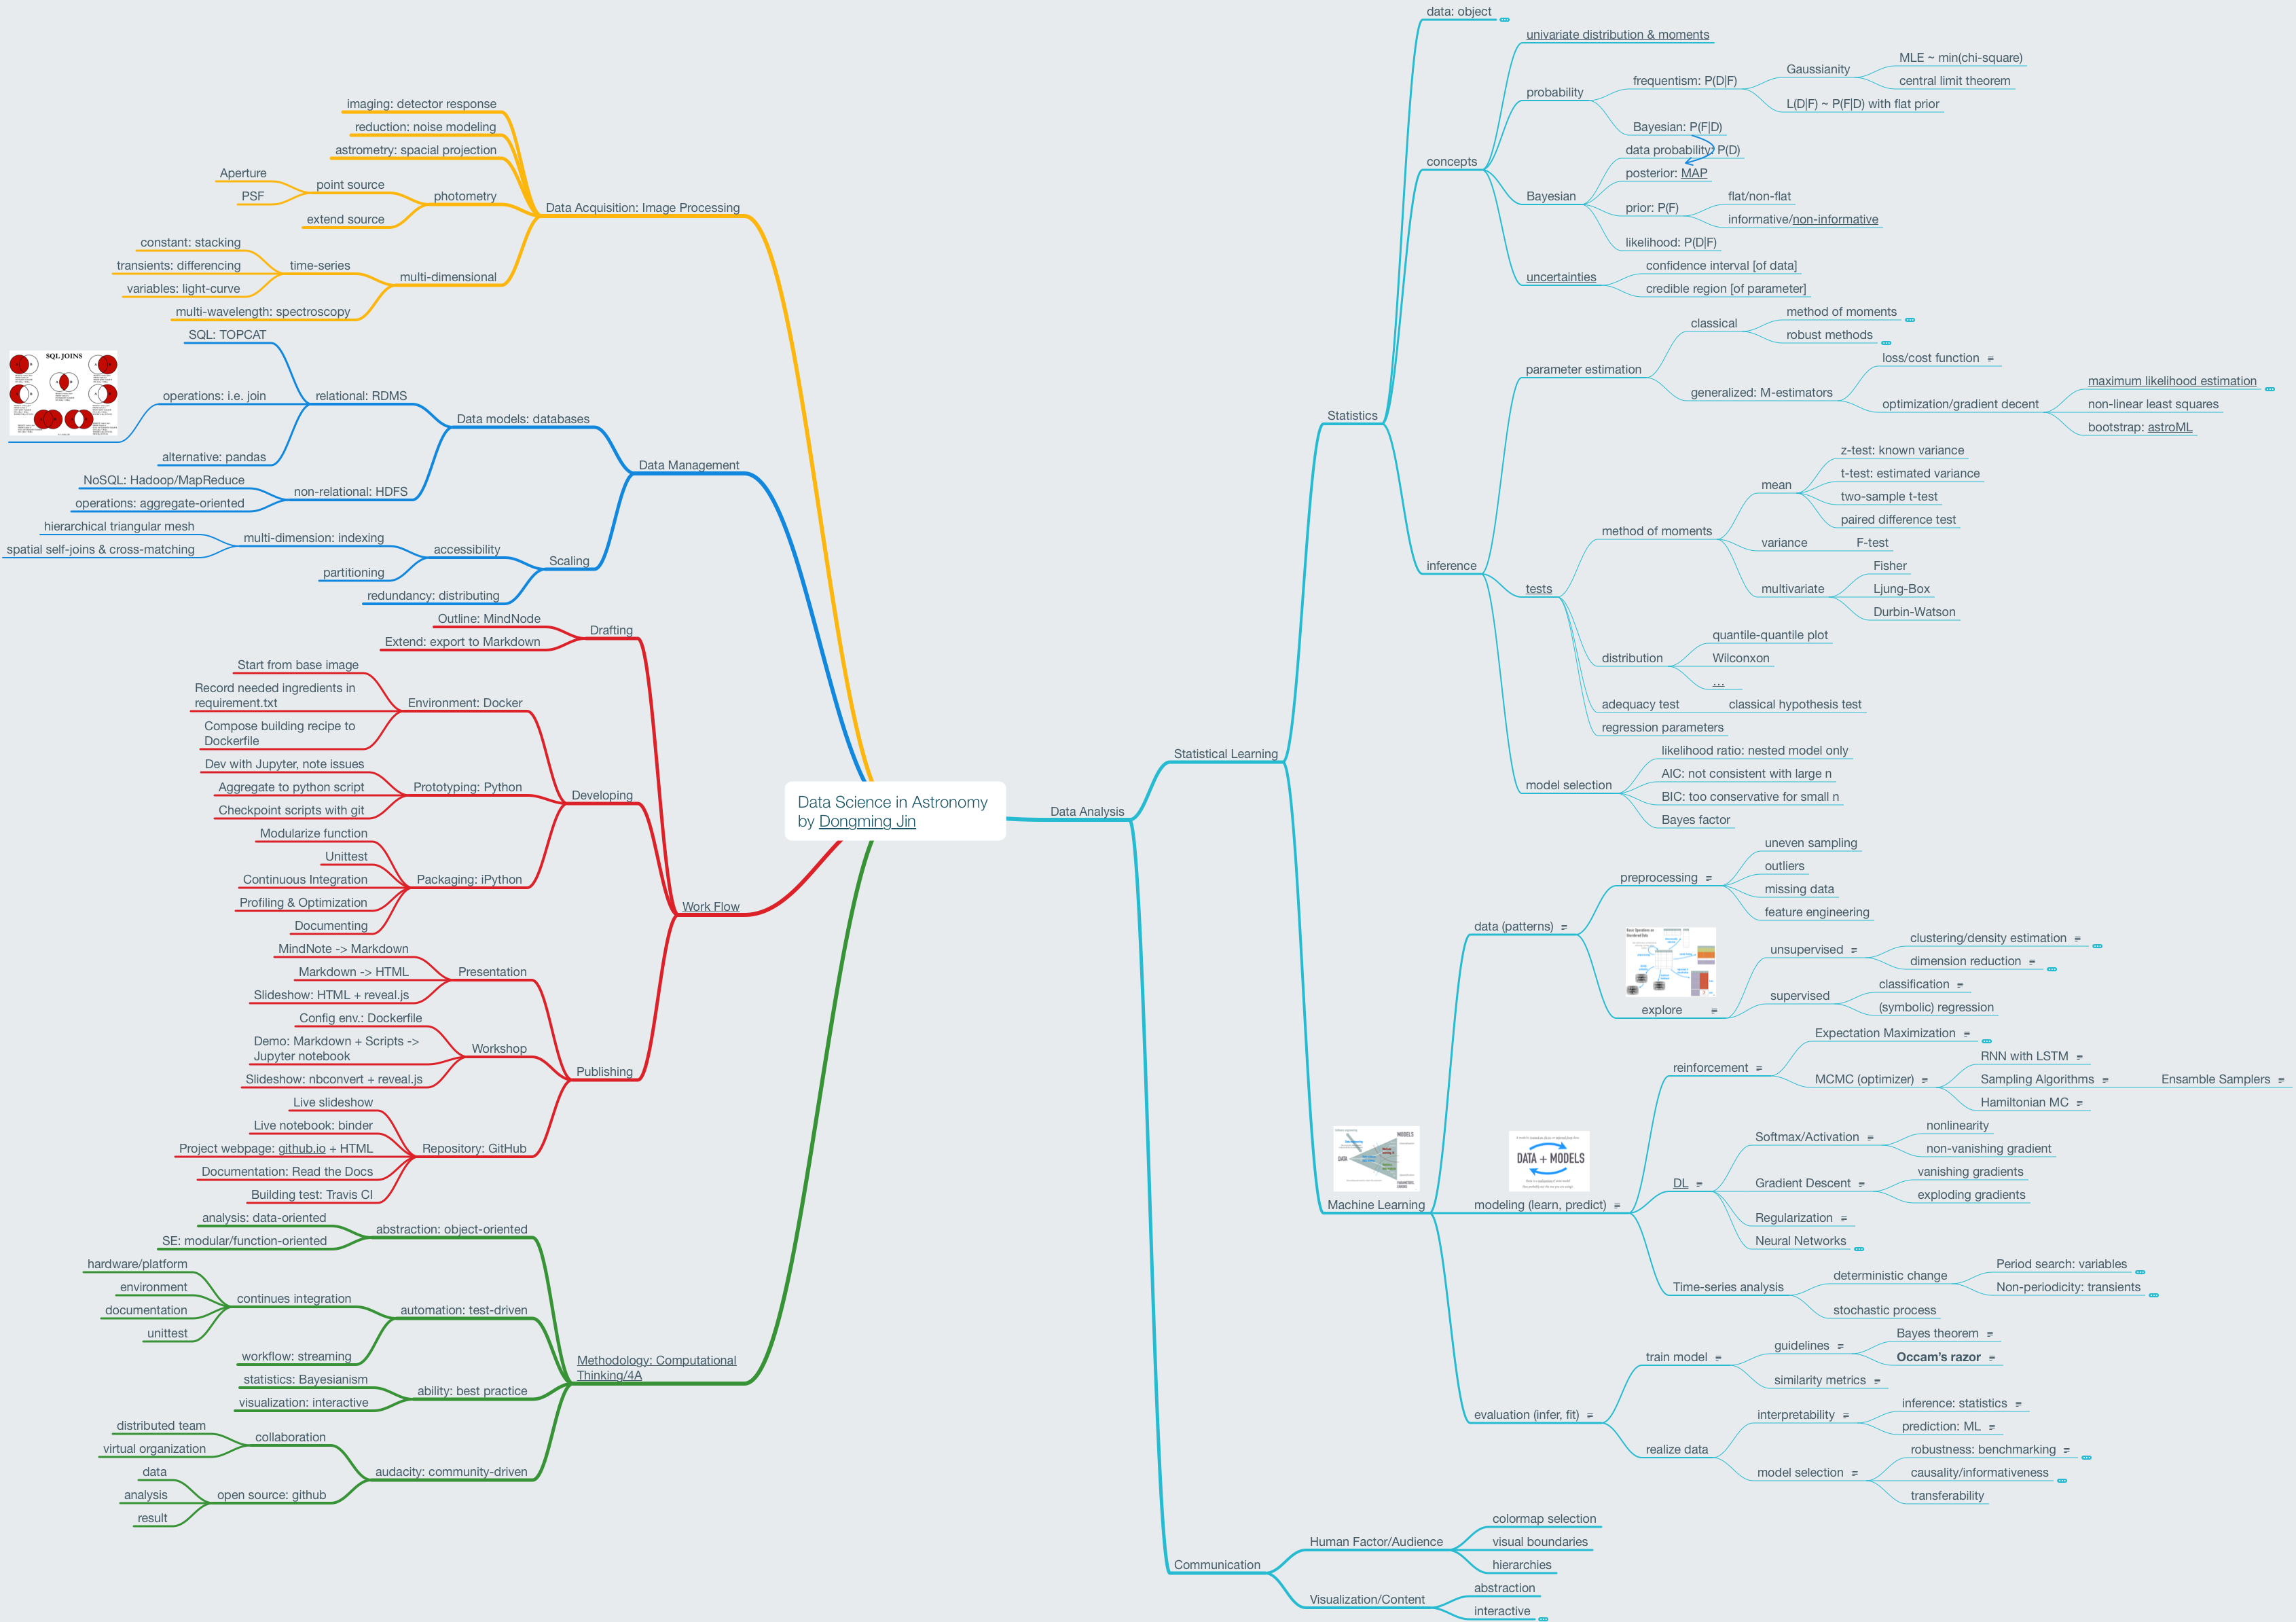 Data Science in Astronomy
by Dongming Jin
Data Acquisition: Image Processing
imaging: detector response
reduction: noise modeling
astrometry: spacial projection
photometry
point source
Aperture
PSF
extend source
multi-dimensional
time-series
constant: stacking
transients: differencing
variables: light-curve
multi-wavelength: spectroscopy
Data Management
Data models: databases
relational: RDMS
SQL: TOPCAT
operations: i.e. join
SQL JOINS
alternative: pandas
non-relational: HDFS
NoSQL: Hadoop/MapReduce
operations: aggregate-oriented
Scaling
accessibility
multi-dimension: indexing
hierarchical triangular mesh
spatial self-joins & cross-matching
partitioning
redundancy: distributing
Work Flow
Drafting
Outline: MindNode
Extend: export to Markdown
Developing
Environment: Docker
Start from base image
Record needed ingredients in
requirement.txt
Compose building recipe to
Dockerfile
Prototyping: Python
Dev with Jupyter, note issues
Aggregate to python script
Checkpoint scripts with git
Packaging: iPython
Modularize function
Unittest
Continuous Integration
Profiling & Optimization
Documenting
Publishing
Presentation
MindNote -> Markdown
Markdown -> HTML
Slideshow: HTML + reveal.js
Workshop
Config env.: Dockerfile
Demo: Markdown + Scripts ->
Jupyter notebook
Slideshow: nbconvert + reveal.js
Repository: GitHub
Live slideshow
Live notebook: binder
Project webpage: github.io + HTML
Documentation: Read the Docs
Building test: Travis CI
Methodology: Computational
Thinking/4A
abstraction: object-oriented
analysis: data-oriented
SE: modular/function-oriented
automation: test-driven
continues integration
hardware/platform
environment
documentation
unittest
workflow: streaming
ability: best practice
statistics: Bayesianism
visualization: interactive
audacity: community-driven
collaboration
distributed team
virtual organization
open source: github
data
analysis
result
Data Analysis
Statistical Learning
Statistics
data: object
concepts
univariate distribution & moments
probability
frequentism: P(D|F)
Gaussianity
MLE ~ min(chi-square)
central limit theorem
L(D|F) ~ P(F|D) with flat prior
Bayesian: P(F|D)
Bayesian
data probability: P(D)
posterior: MAP
prior: P(F)
flat/non-flat
informative/non-informative
likelihood: P(D|F)
uncertainties
confidence interval [of data]
credible region [of parameter]
inference
parameter estimation
classical
method of moments
robust methods
generalized: M-estimators
loss/cost function
optimization/gradient decent
maximum likelihood estimation
non-linear least squares
bootstrap: astroML
tests
method of moments
mean
z-test: known variance
t-test: estimated variance
two-sample t-test
paired difference test
variance
F-test
multivariate
Fisher
Ljung-Box
Durbin-Watson
distribution
quantile-quantile plot
Wilconxon
...
adequacy test
classical hypothesis test
regression parameters
model selection
likelihood ratio: nested model only
AIC: not consistent with large n
BIC: too conservative for small n
Bayes factor
Machine Learning
DATA
MODELS
data (patterns)
preprocessing
uneven sampling
outliers
missing data
feature engineering
explore
unsupervised
clustering/density estimation
dimension reduction
supervised
classification
(symbolic) regression
modeling (learn, predict)
DATA + MODELS
reinforcement
Expectation Maximization
MCMC (optimizer)
RNN with LSTM
Sampling Algorithms
Ensamble Samplers
Hamiltonian MC
DL
Softmax/Activation
nonlinearity
non-vanishing gradient
Gradient Descent
vanishing gradients
exploding gradients
Regularization
Neural Networks
Time-series analysis
deterministic change
Period search: variables
Non-periodicity: transients
stochastic process
evaluation (infer, fit)
train model
guidelines
Bayes theorem
Occam's razor
similarity metrics
realize data
interpretability
inference: statistics
prediction: ML
model selection
robustness: benchmarking
causality/informativeness
transferability
Communication
Human Factor/Audience
colormap selection
visual boundaries
hierarchies
Visualization/Content
abstraction
interactive